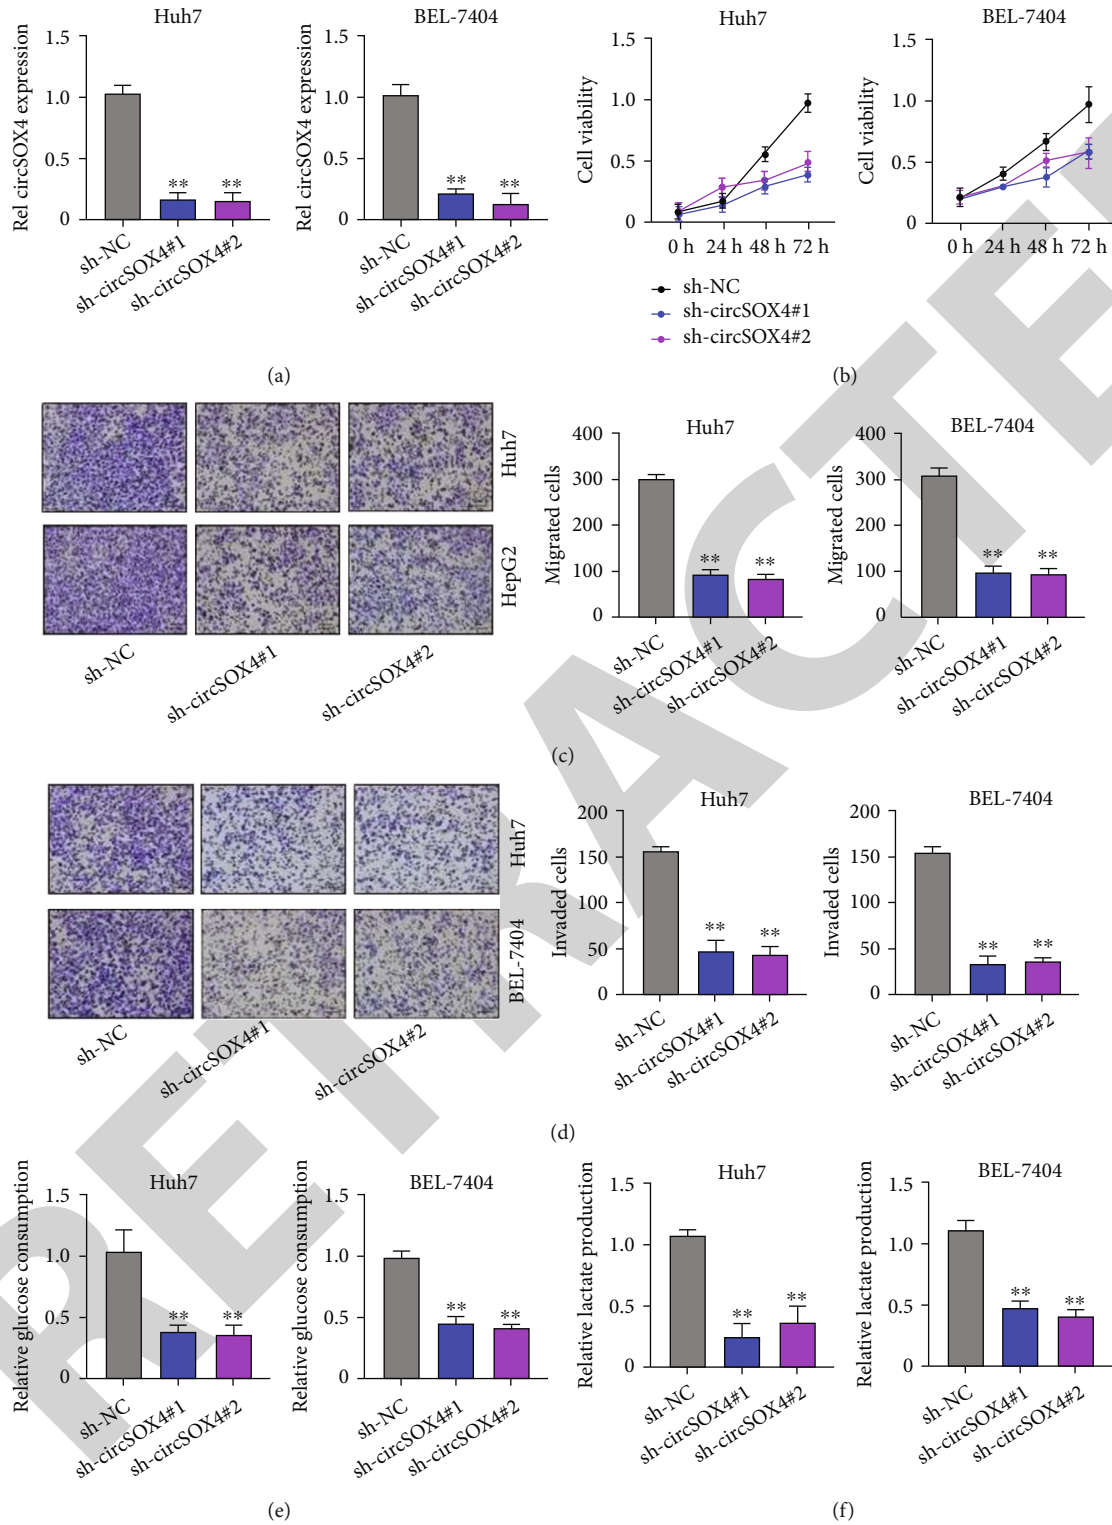 Huh7
BEL-7404
Rel circSOX4 expression
1.5
1.0
0.5
0
**
**
sh-NC
sh-circSOX4#1
sh-circSOX4#2
Rel circSOX4 expression
1.5
1.0
0.5
0
**
**
sh-NC
sh-circSOX4#1
sh-circSOX4#2
(a)
Huh7
BEL-7404
Cell viability
1.5
1.0
0.5
0
0 h
24 h
48 h
72 h
Cell viability
1.5
1.0
0.5
0
0 h
24 h
48 h
72 h
sh-NC
sh-circSOX4#1
sh-circSOX4#2
(b)
Huh7
HepG2
sh-NC
sh-circSOX4#1
sh-circSOX4#2
Huh7
Migrated cells
400
300
200
100
0
**
**
sh-NC
sh-circSOX4#1
sh-circSOX4#2
BEL-7404
Migrated cells
400
300
200
100
0
**
**
sh-NC
sh-circSOX4#1
sh-circSOX4#2
(c)
Huh7
BEL-7404
sh-NC
sh-circSOX4#1
sh-circSOX4#2
Huh7
Invaded cells
200
150
100
50
0
**
**
sh-NC
sh-circSOX4#1
sh-circSOX4#2
BEL-7404
Invaded cells
200
150
100
50
0
**
**
sh-NC
sh-circSOX4#1
sh-circSOX4#2
(d)
Huh7
Relative glucose consumption
1.5
1.0
0.5
0
**
**
sh-NC
sh-circSOX4#1
sh-circSOX4#2
BEL-7404
Relative glucose consumption
1.5
1.0
0.5
0
**
**
sh-NC
sh-circSOX4#1
sh-circSOX4#2
(e)
Huh7
Relative lactate production
1.5
1.0
0.5
0
**
**
sh-NC
sh-circSOX4#1
sh-circSOX4#2
BEL-7404
Relative lactate production
1.5
1.0
0.5
0
**
**
sh-NC
sh-circSOX4#1
sh-circSOX4#2
(f)
RETRACTE